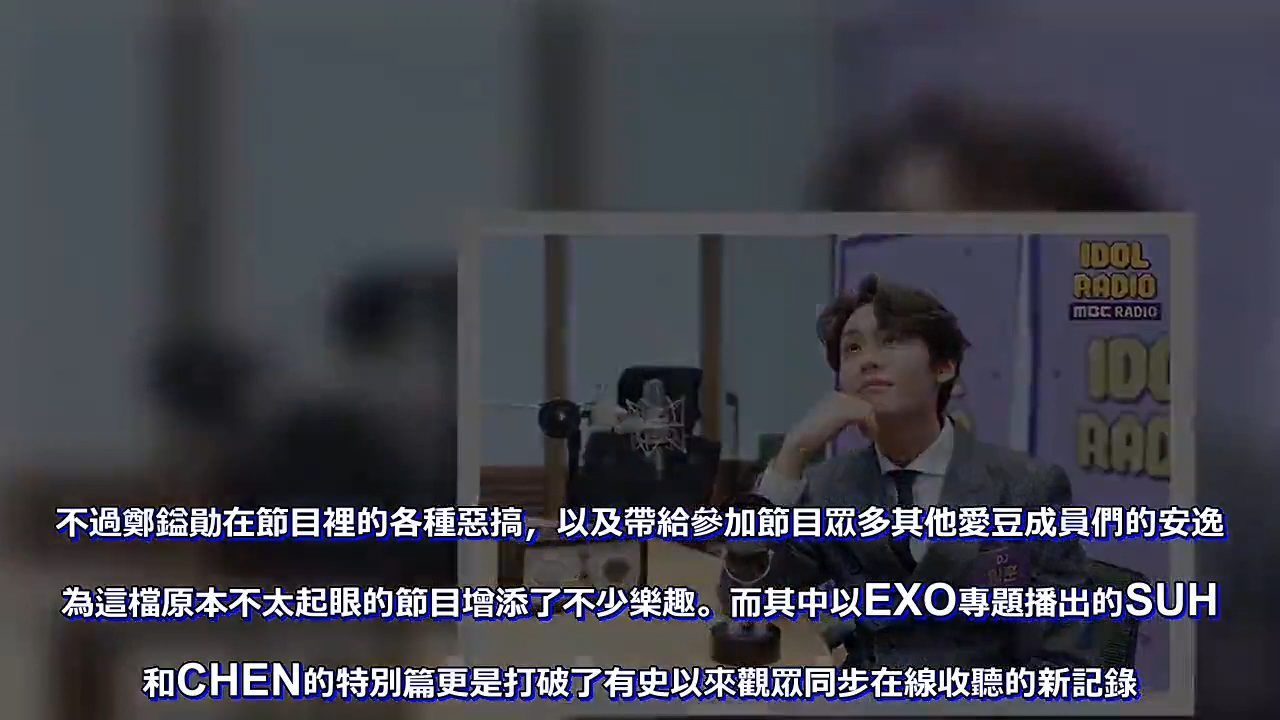 IDOL
RADIO
MBC RADIO
不過鄭鎰勛在節目裡的各種惡搞，以及帶給參加節目眾多其他愛豆成員們的安逸
為這檔原本不太起眼的節目增添了不少樂趣。而其中以EXO專題播出的SUH
和CHEN的特別篇更是打破了有史以來觀眾同步在線收聽的新記錄